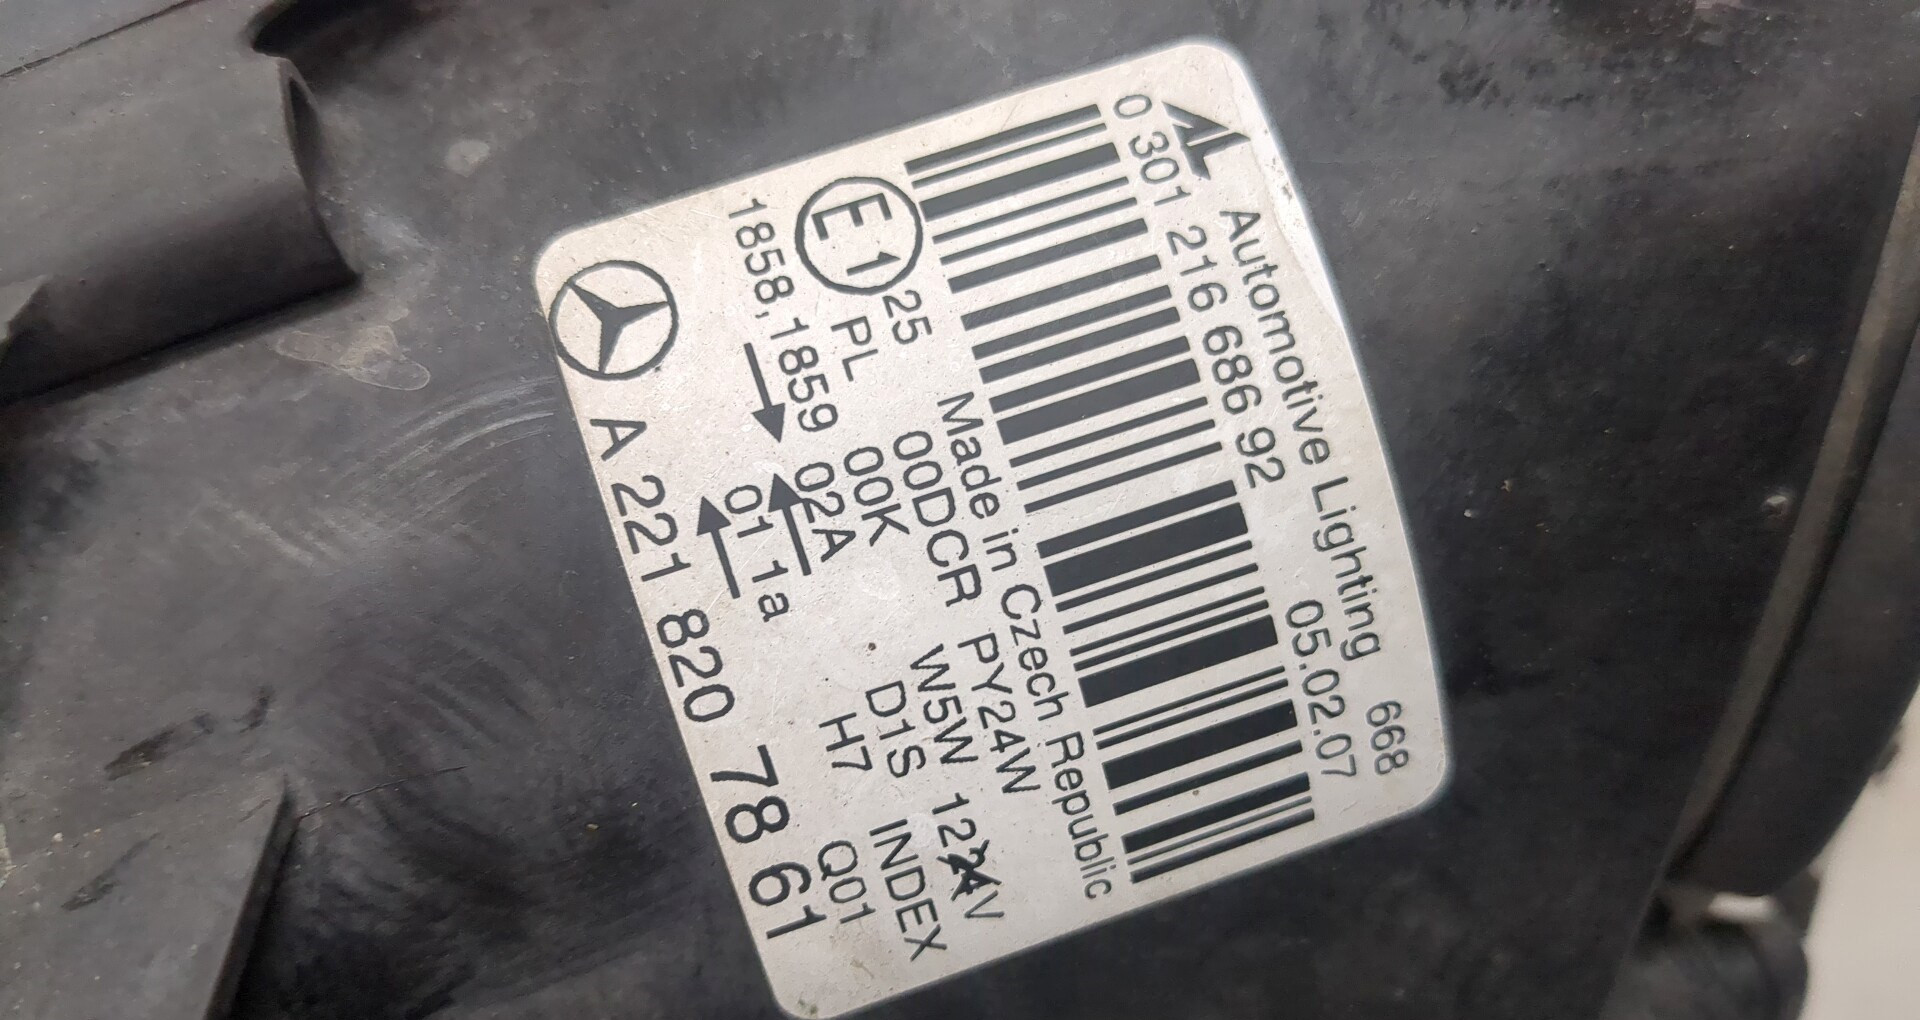 AL Automotive Lighting 668
0 301 216 686 92 05.02.07
Made in Czech Republic
E1 25 00DCR PY24W
PL 00K W5W 1224V
1858,1859 02A D1S INDEX
01 1a H7 Q01
A 221 820 78 61